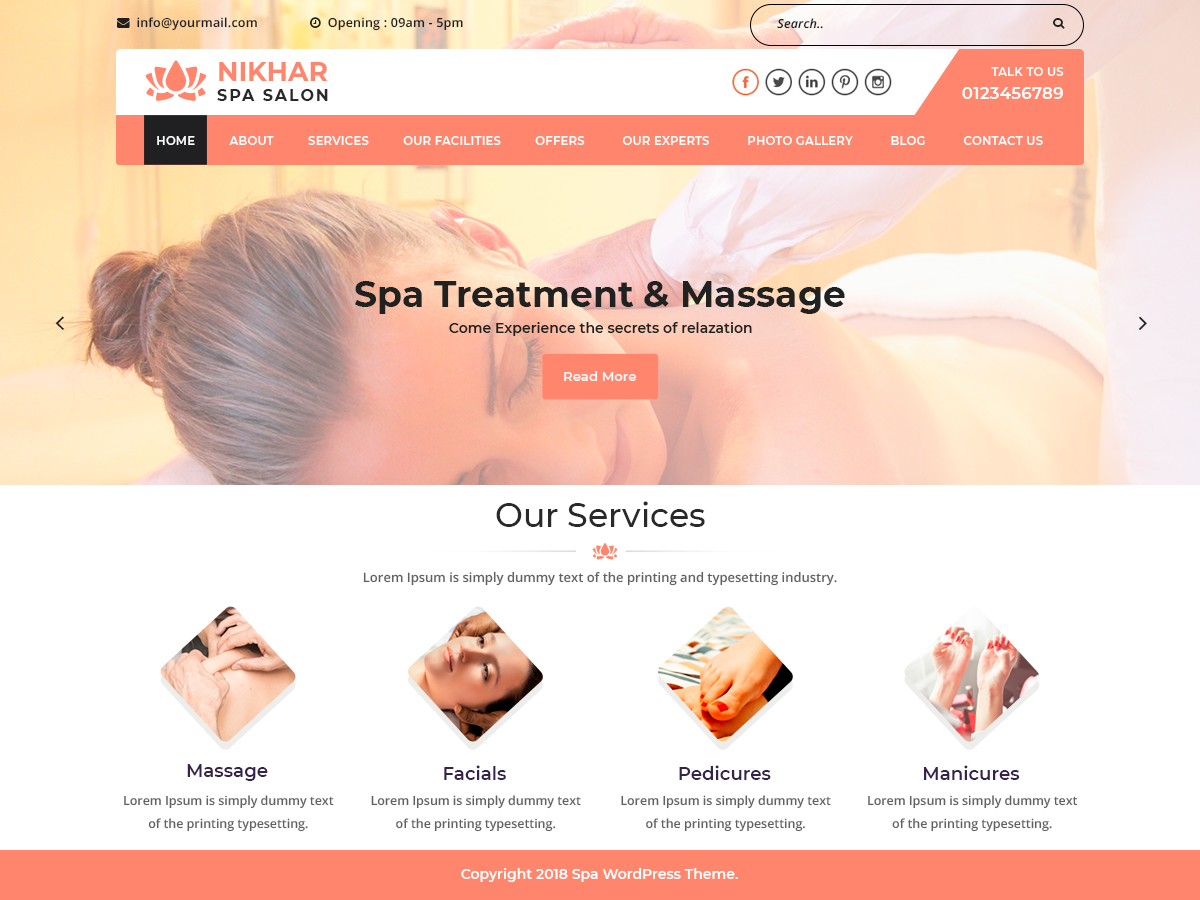 info@yourmail.com
Opening : 09am - 5pm
Search..
NIKHAR
SPA SALON
TALK TO US
0123456789
HOME ABOUT SERVICES OUR FACILITIES OFFERS OUR EXPERTS PHOTO GALLERY BLOG CONTACT US
Spa Treatment & Massage
Come Experience the secrets of relazation
Read More
Our Services
Lorem Ipsum is simply dummy text of the printing and typesetting industry.
Massage
Lorem Ipsum is simply dummy text
of the printing typesetting.
Facials
Lorem Ipsum is simply dummy text
of the printing typesetting.
Pedicures
Lorem Ipsum is simply dummy text
of the printing typesetting.
Manicures
Lorem Ipsum is simply dummy text
of the printing typesetting.
Copyright 2018 Spa WordPress Theme.